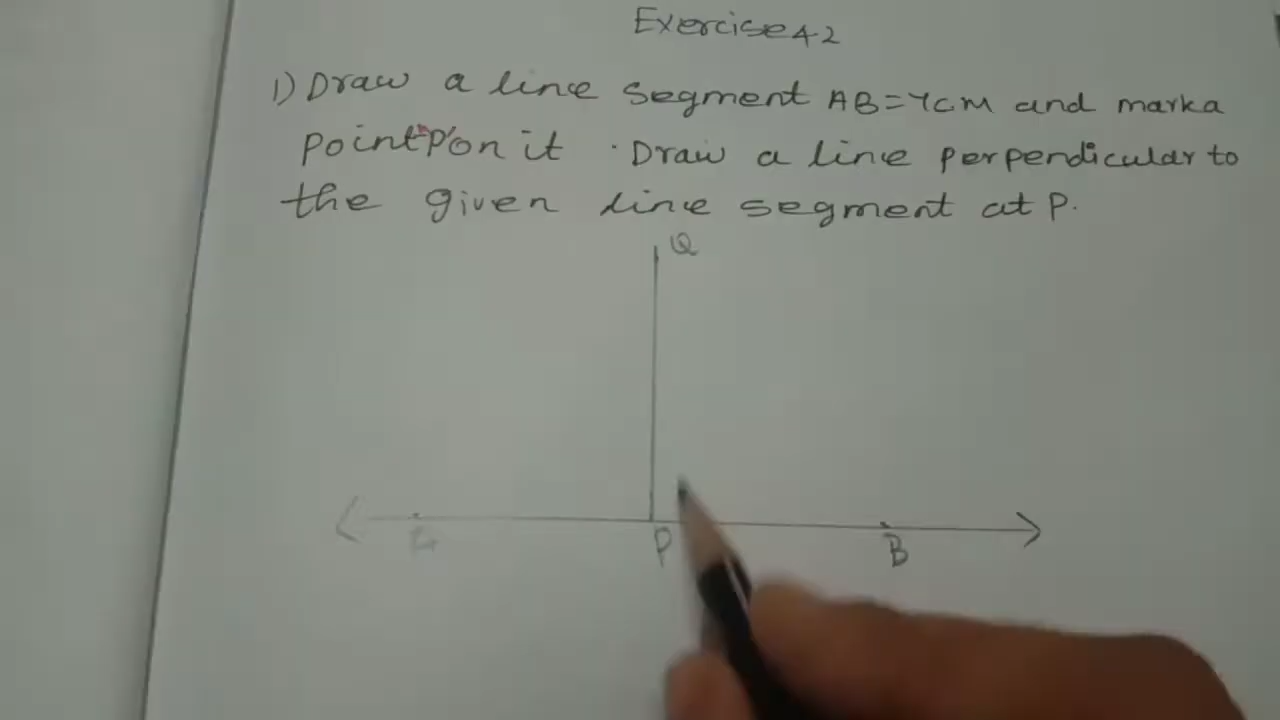 Exercise 4.2
1) Draw a line segment AB=7CM and mark a
point 'P' on it . Draw a line perpendicular to
the given line segment at P.
Q
P
B